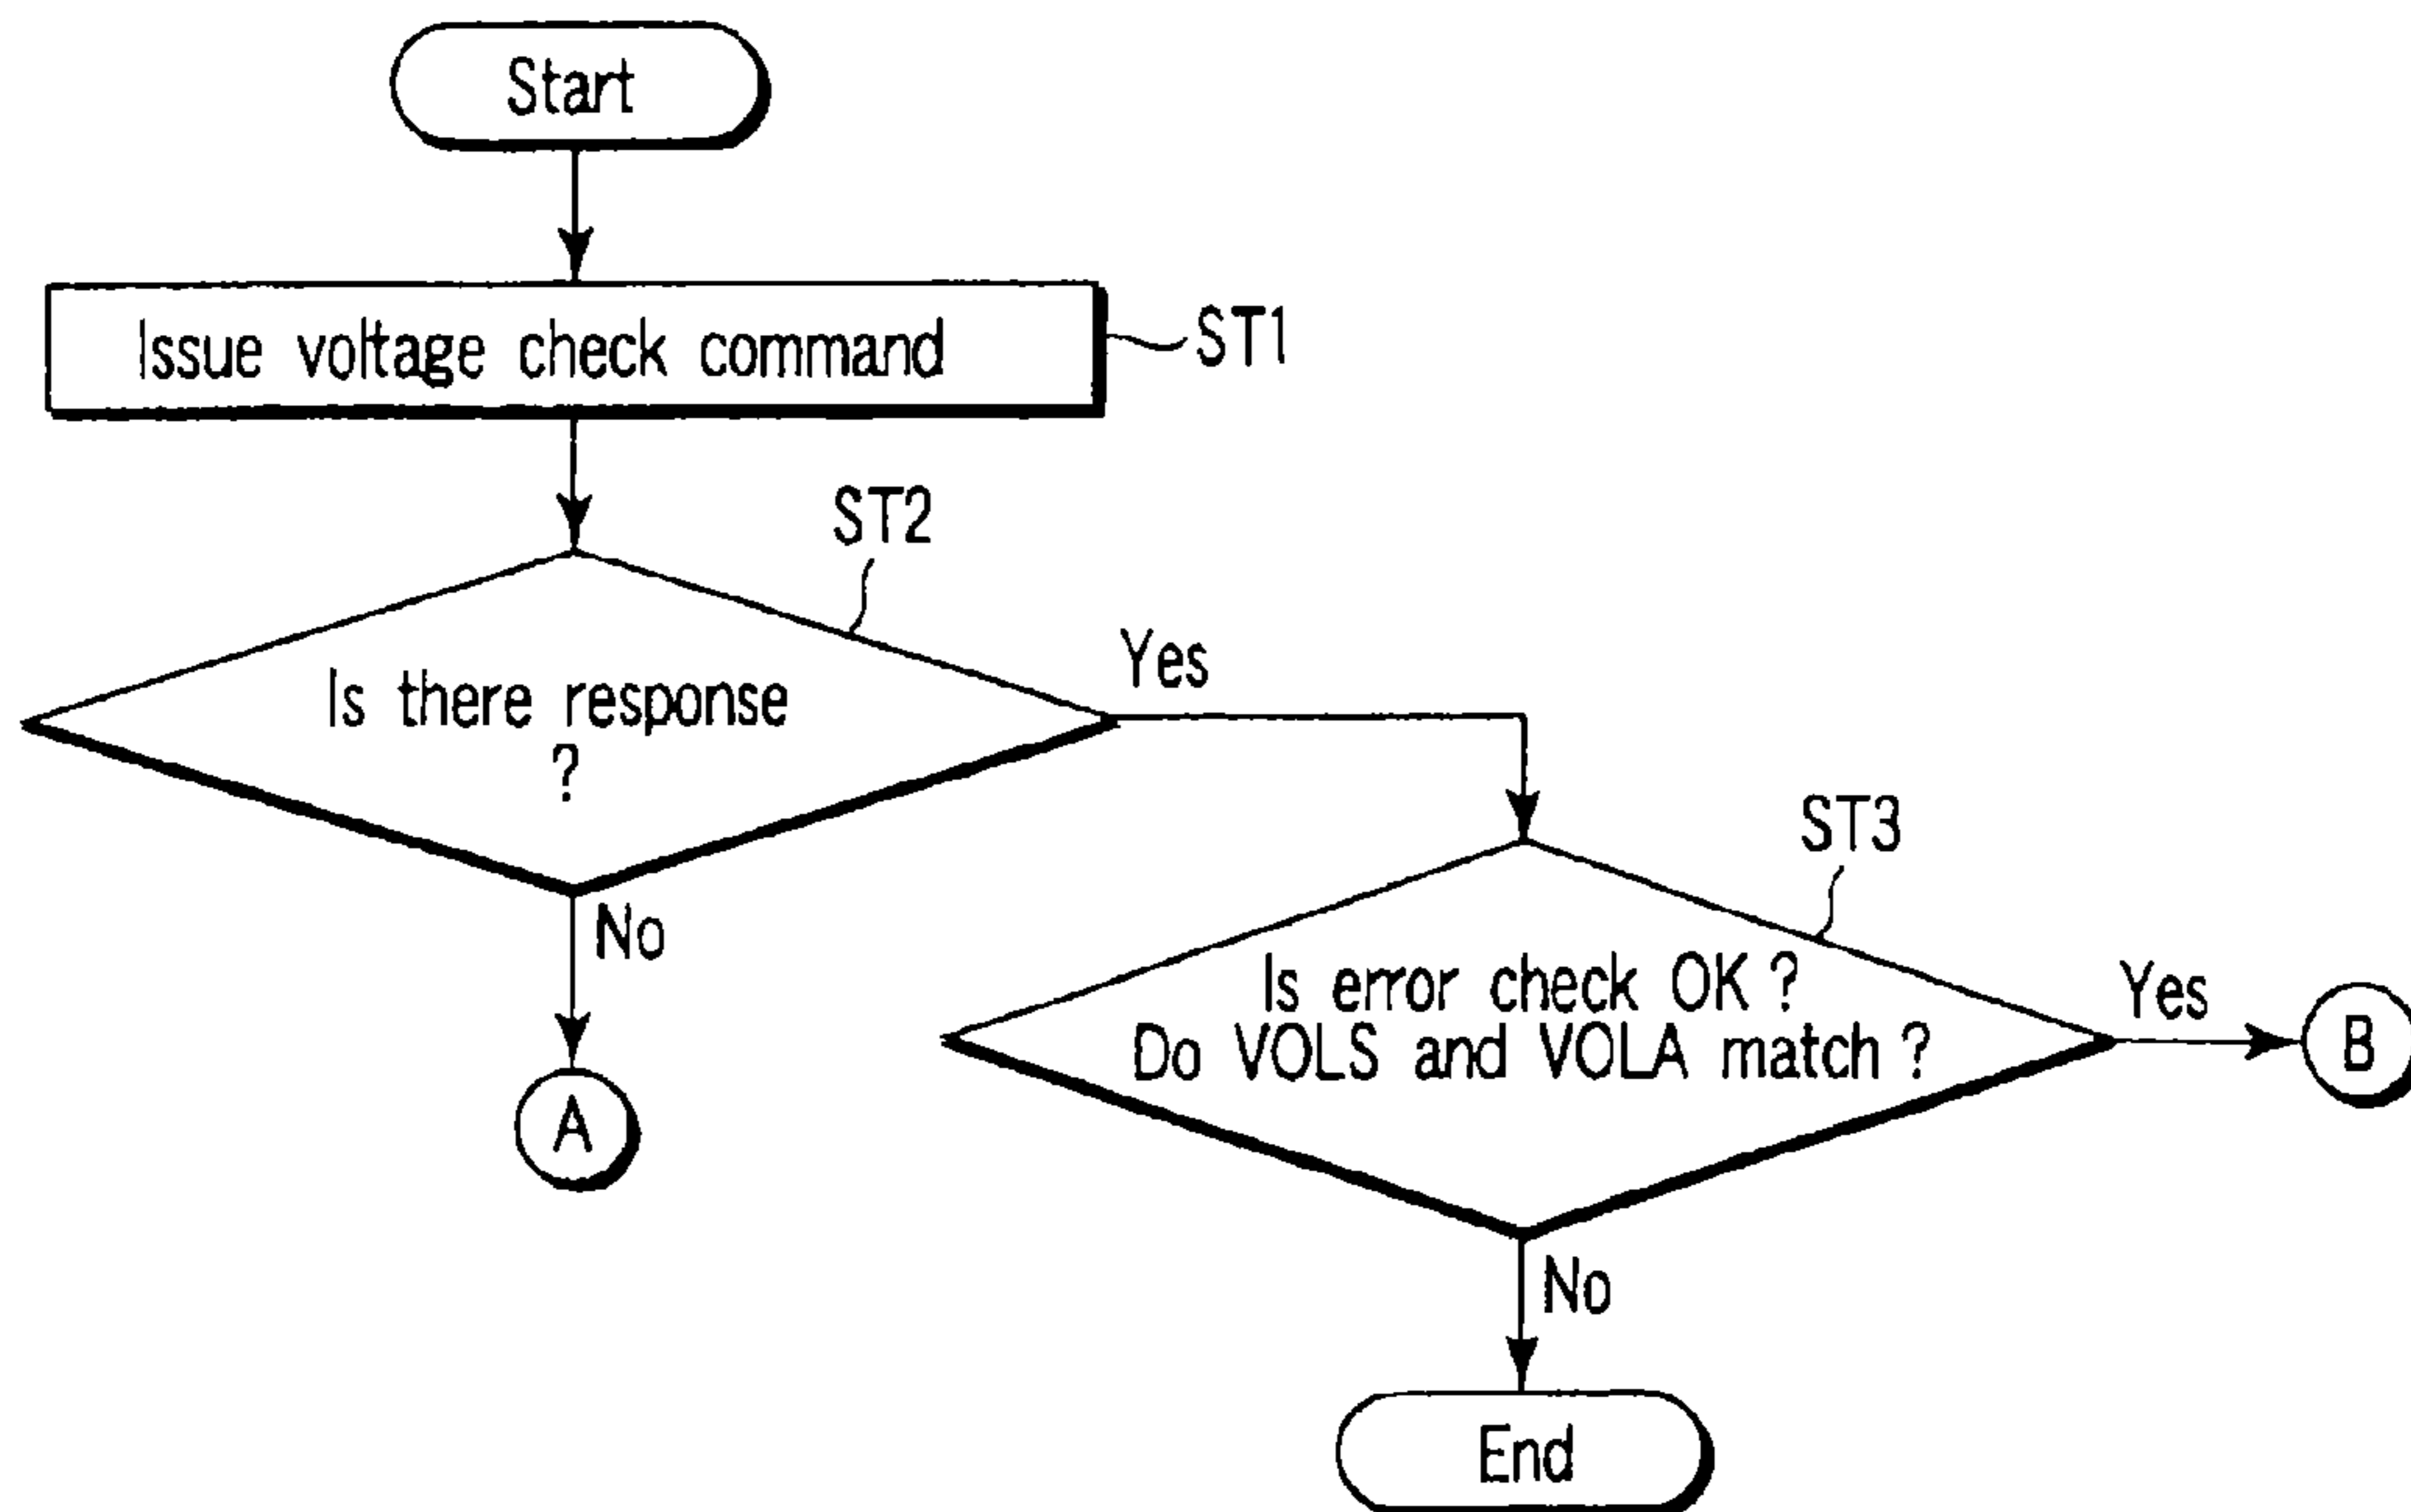 Start
Issue voltage check command
ST1
ST2
Is there response
?
Yes
No
A
ST3
Is error check OK ?
Do VOLS and VOLA match ?
Yes
B
No
End